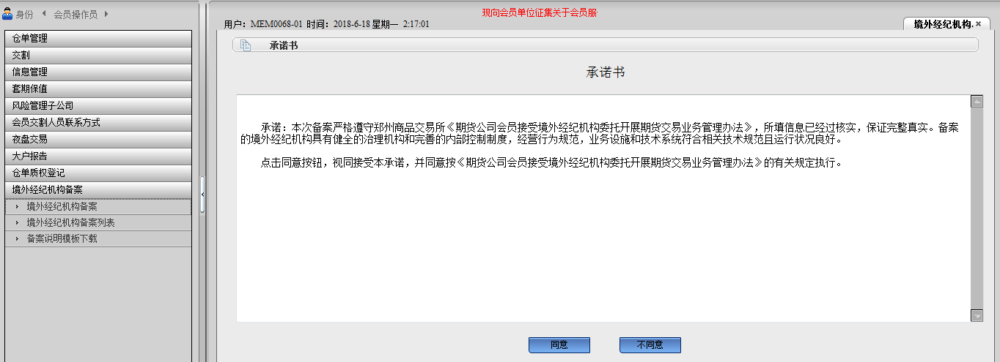 身份 会员操作员
仓单管理
交割
信息管理
套期保值
风险管理子公司
会员交割人员联系方式
夜盘交易
大户报告
仓单质权登记
境外经纪机构备案
境外经纪机构备案
境外经纪机构备案列表
备案说明模板下载
现向会员单位征集关于会员服
用户：MEM0068-01 时间：2018-6-18 星期一 2:17:01
境外经纪机构.
承诺书
承诺书
承诺：本次备案严格遵守郑州商品交易所《期货公司会员接受境外经纪机构委托开展期货交易业务管理办法》，所填信息已经过核实，保证完整真实。备案
的境外经纪机构具有健全的治理机构和完善的内部控制制度，经营行为规范，业务设施和技术系统符合相关技术规范且运行状况良好。
点击同意按钮，视同接受本承诺，并同意按《期货公司会员接受境外经纪机构委托开展期货交易业务管理办法》的有关规定执行。
同意 不同意